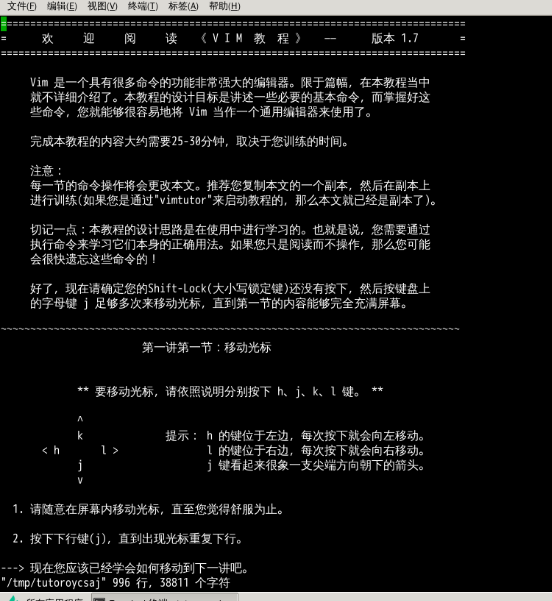 文件(F) 编辑(E) 视图(V) 终端(T) 标签(A) 帮助(H)
===============================================================================
= 欢 迎 阅 读 《 V I M 教 程 》 —— 版本 1.7 =
===============================================================================
Vim 是一个具有很多命令的功能非常强大的编辑器。限于篇幅，在本教程当中
就不详细介绍了。本教程的设计目标是讲述一些必要的基本命令，而掌握好这
些命令，您就能够很容易地将 Vim 当作一个通用编辑器来使用了。
完成本教程的内容大约需要25-30分钟，取决于您训练的时间。
注意：
每一节的命令操作将会更改本文。推荐您复制本文的一个副本，然后在副本上
进行训练(如果您是通过"vimtutor"来启动教程的，那么本文就已经是副本了)。
切记一点：本教程的设计思路是在使用中进行学习的。也就是说，您需要通过
执行命令来学习它们本身的正确用法。如果您只是阅读而不操作，那么您可能
会很快遗忘这些命令的！
好了，现在请确定您的Shift-Lock(大小写锁定键)还没有按下，然后按键盘上
的字母键 j 足够多次来移动光标，直到第一节的内容能够完全充满屏幕。
~~~~~~~~~~~~~~~~~~~~~~~~~~~~~~~~~~~~~~~~~~~~~~~~~~~~~~~~~~~~~~~~~~~~~~~~~~~~~~
第一讲第一节：移动光标
** 要移动光标，请依照说明分别按下 h、j、k、l 键。 **
^
k 提示： h 的键位于左边，每次按下就会向左移动。
< h l > l 的键位于右边，每次按下就会向右移动。
j j 键看起来很象一支尖端方向朝下的箭头。
v
1. 请随意在屏幕内移动光标，直至您觉得舒服为止。
2. 按下下行键(j)，直到出现光标重复下行。
---> 现在您应该已经学会如何移动到下一讲吧。
"/tmp/tutoroycsaj" 996 行, 38811 个字符